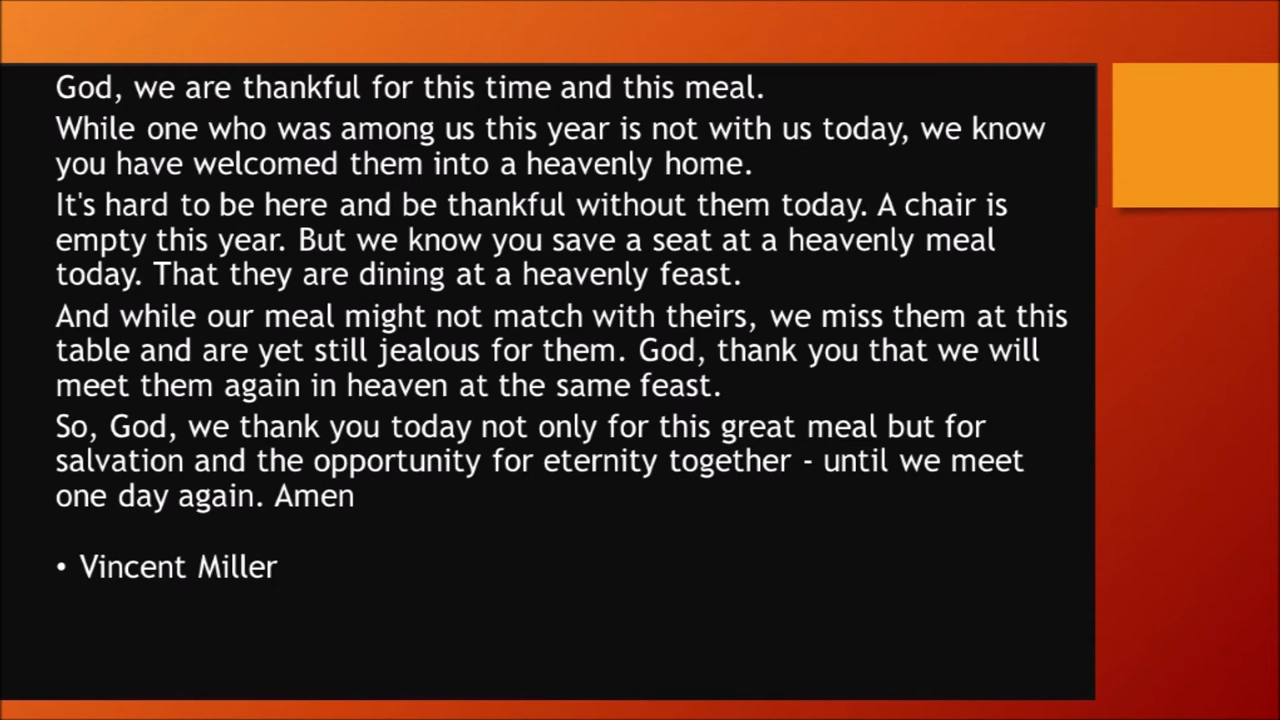 God, we are thankful for this time and this meal.
While one who was among us this year is not with us today, we know
you have welcomed them into a heavenly home.
It's hard to be here and be thankful without them today. A chair is
empty this year. But we know you save a seat at a heavenly meal
today. That they are dining at a heavenly feast.
And while our meal might not match with theirs, we miss them at this
table and are yet still jealous for them. God, thank you that we will
meet them again in heaven at the same feast.
So, God, we thank you today not only for this great meal but for
salvation and the opportunity for eternity together - until we meet
one day again. Amen
• Vincent Miller